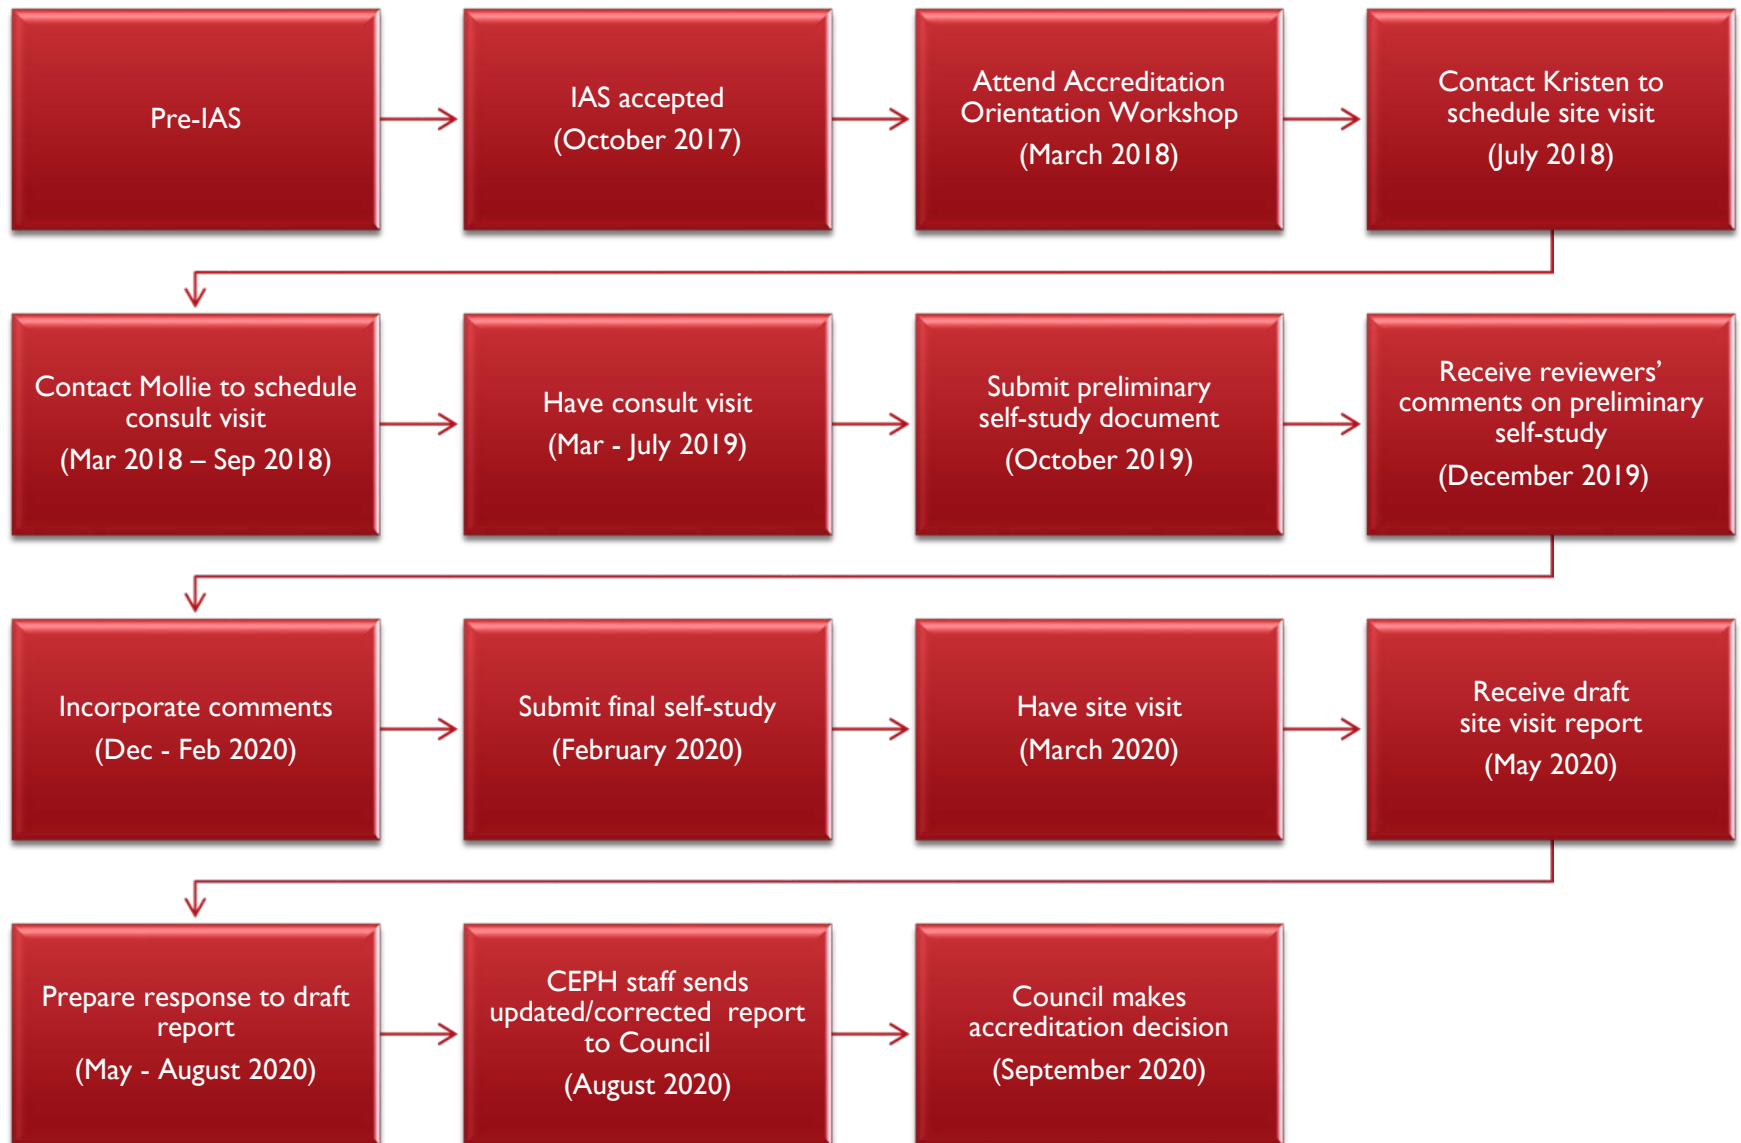 Pre-IAS
IAS accepted
(October 2017)
Attend Accreditation
Orientation Workshop
(March 2018)
Contact Kristen to
schedule site visit
(July 2018)
Contact Mollie to schedule
consult visit
(Mar 2018 – Sep 2018)
Have consult visit
(Mar - July 2019)
Submit preliminary
self-study document
(October 2019)
Receive reviewers’
comments on preliminary
self-study
(December 2019)
Incorporate comments
(Dec - Feb 2020)
Submit final self-study
(February 2020)
Have site visit
(March 2020)
Receive draft
site visit report
(May 2020)
Prepare response to draft
report
(May - August 2020)
CEPH staff sends
updated/corrected report
to Council
(August 2020)
Council makes
accreditation decision
(September 2020)